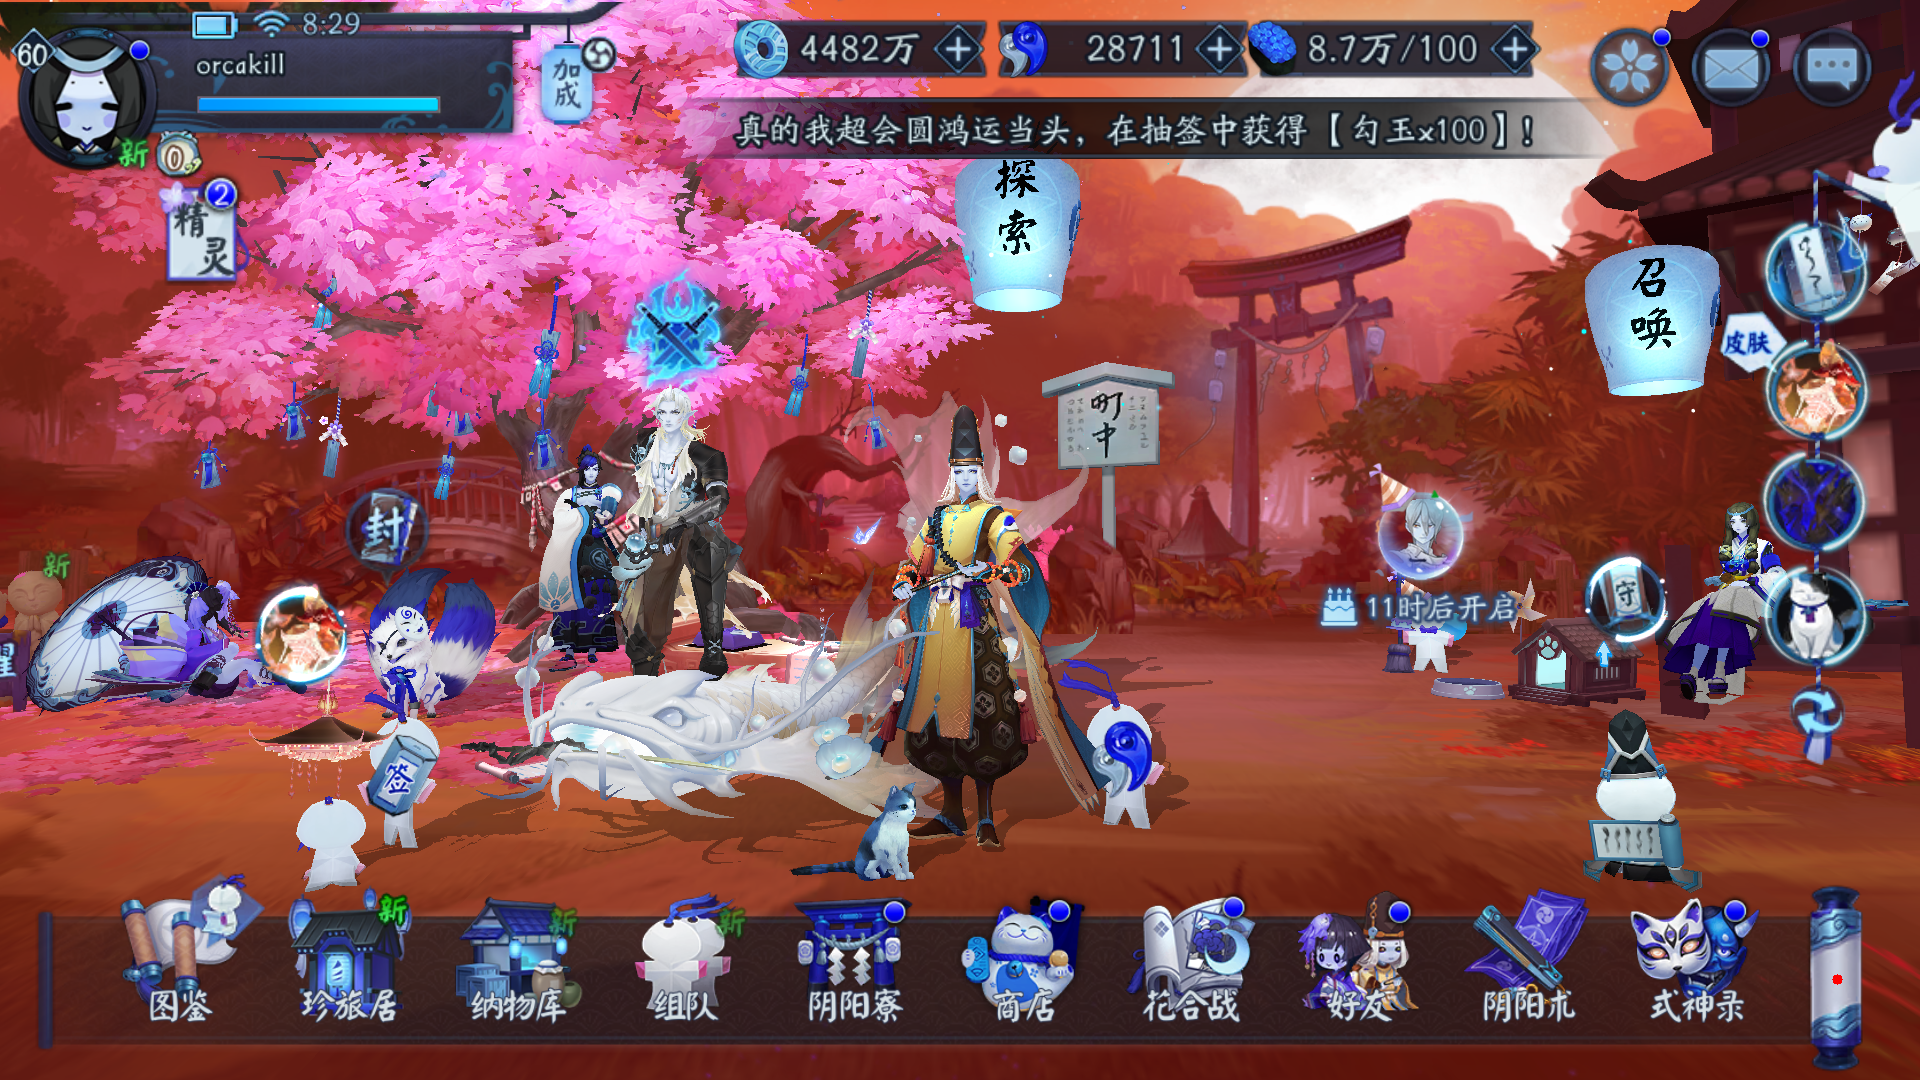 60
8:29
orcakill
新
0
加成
4482万
28711
8.7万/100
真的我超会圆鸿运当头，在抽签中获得【勾玉x100】！
精灵
2
探索
召唤
皮肤
町中
封
新
签
11时后开启
守
图鉴
珍旅居
新
纳物库
新
组队
新
阴阳寮
商店
花合战
好友
阴阳术
式神录